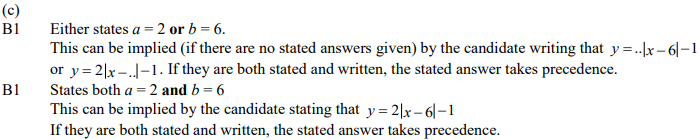 (c)
B1 Either states a = 2 or b = 6.
This can be implied (if there are no stated answers given) by the candidate writing that y = ..|x − 6| − 1
or y = 2|x − ..| − 1. If they are both stated and written, the stated answer takes precedence.
B1 States both a = 2 and b = 6
This can be implied by the candidate stating that y = 2|x − 6| − 1
If they are both stated and written, the stated answer takes precedence.